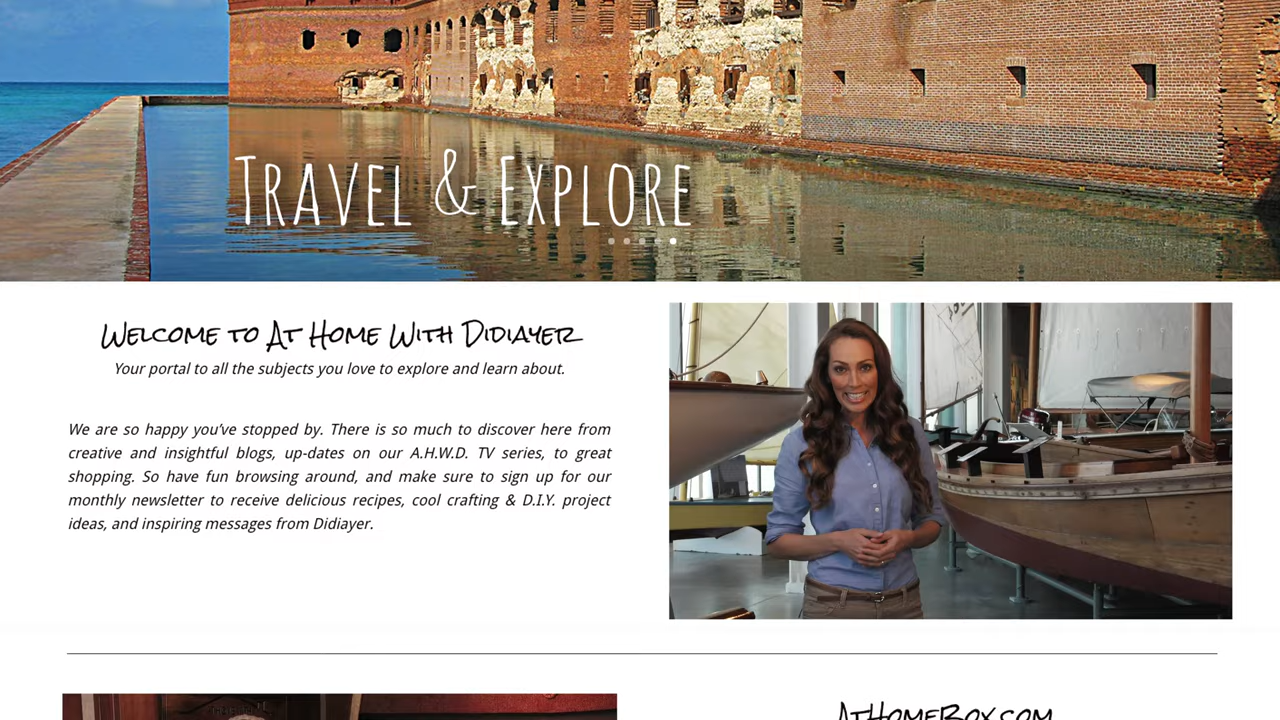 TRAVEL & EXPLORE
WELCOME TO AT HOME WITH DIDIAYER
Your portal to all the subjects you love to explore and learn about.
We are so happy you've stopped by. There is so much to discover here from
creative and insightful blogs, up-dates on our A.H.W.D. TV series, to great
shopping. So have fun browsing around, and make sure to sign up for our
monthly newsletter to receive delicious recipes, cool crafting & D.I.Y. project
ideas, and inspiring messages from Didiayer.
ATHOMEBOX.COM